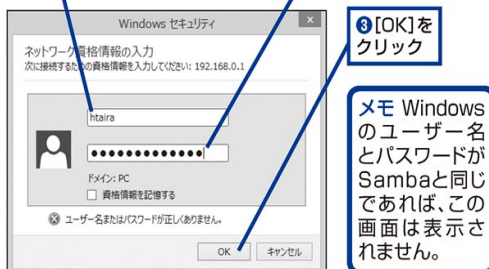 Windows セキュリティ
×
ネットワーク資格情報の入力
次に接続するための資格情報を入力してください: 192.168.0.1
htaira
●●●●●●●●●●●●●
ドメイン: PC
資格情報を記憶する
ユーザー名またはパスワードが正しくありません。
OK
キャンセル
❸[OK]を
クリック
メモ Windows
のユーザー名
とパスワードが
Sambaと同じ
であれば、この
画面は表示さ
れません。